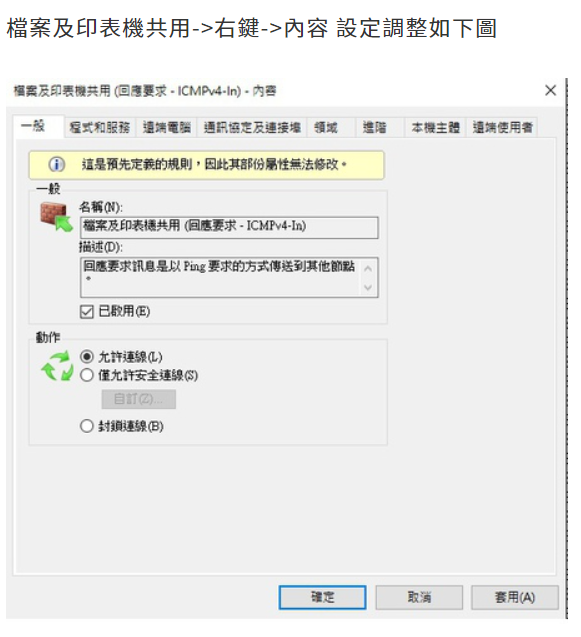 檔案及印表機共用->右鍵->內容 設定調整如下圖
檔案及印表機共用 (回應要求 - ICMPv4-In) - 內容
一般 程式和服務 遠端電腦 通訊協定及連接埠 領域 進階 本機主體 遠端使用者
這是預先定義的規則，因此其部份屬性無法修改。
一般
名稱(N):
檔案及印表機共用 (回應要求 - ICMPv4-In)
描述(D):
回應要求訊息是以 Ping 要求的方式傳送到其他節點
。
已啟用(E)
動作
允許連線(L)
僅允許安全連線(S)
自訂(Z)...
封鎖連線(B)
確定 取消 套用(A)